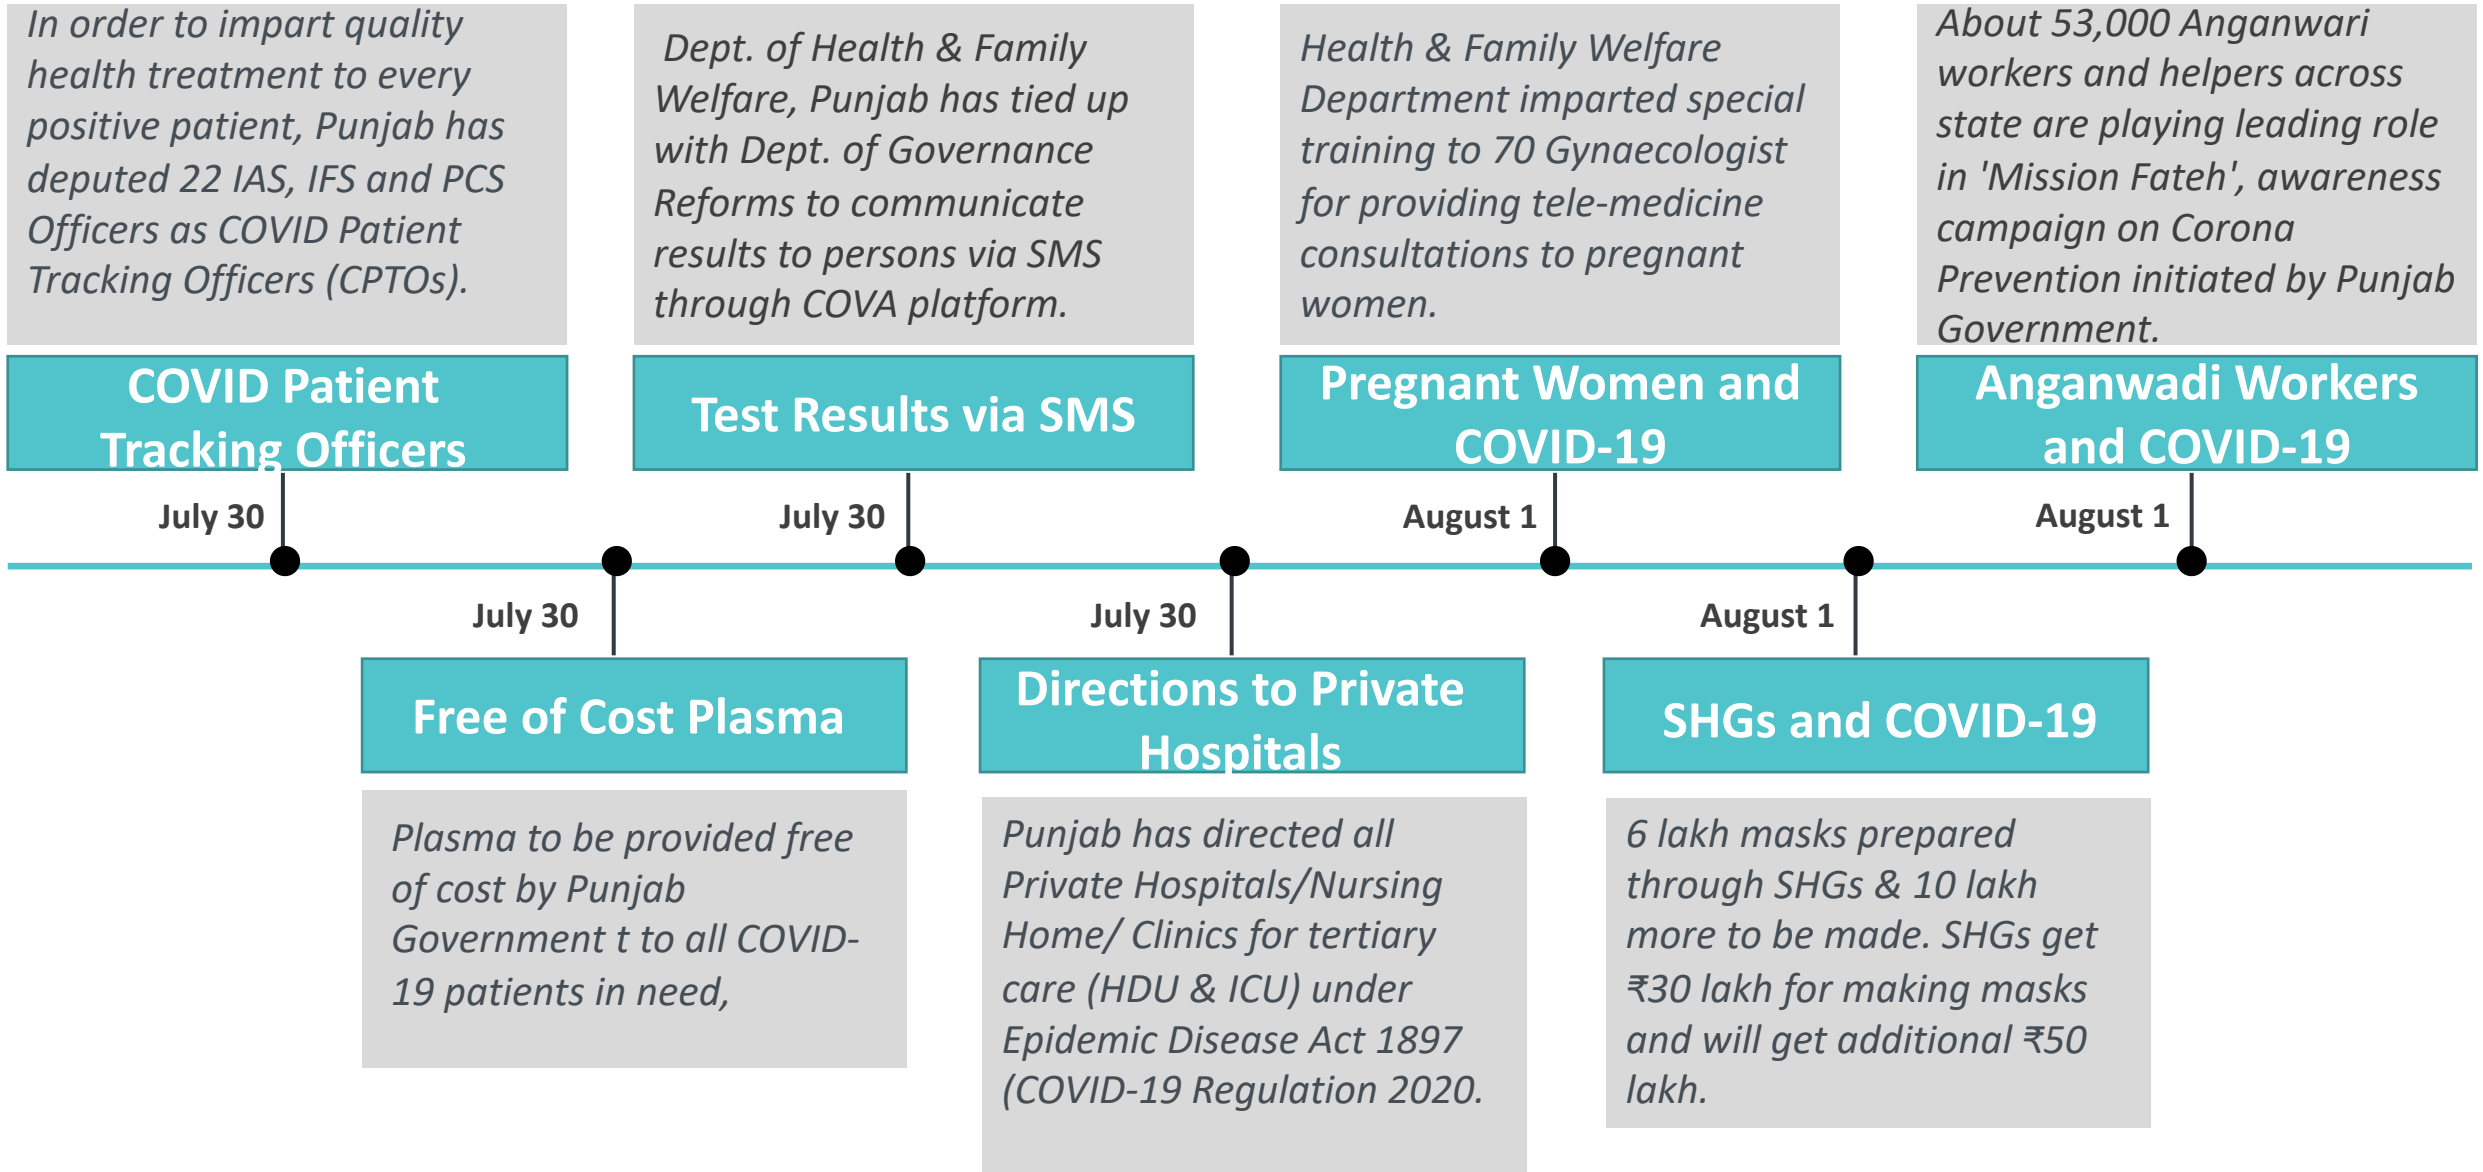 In order to impart quality
health treatment to every
positive patient, Punjab has
deputed 22 IAS, IFS and PCS
Officers as COVID Patient
Tracking Officers (CPTOs).
COVID Patient
Tracking Officers
July 30
Dept. of Health & Family
Welfare, Punjab has tied up
with Dept. of Governance
Reforms to communicate
results to persons via SMS
through COVA platform.
Test Results via SMS
July 30
Health & Family Welfare
Department imparted special
training to 70 Gynaecologist
for providing tele-medicine
consultations to pregnant
women.
Pregnant Women and
COVID-19
August 1
About 53,000 Anganwari
workers and helpers across
state are playing leading role
in 'Mission Fateh', awareness
campaign on Corona
Prevention initiated by Punjab
Government.
Anganwadi Workers
and COVID-19
August 1
July 30
Free of Cost Plasma
Plasma to be provided free
of cost by Punjab
Government t to all COVID-
19 patients in need,
July 30
Directions to Private
Hospitals
Punjab has directed all
Private Hospitals/Nursing
Home/ Clinics for tertiary
care (HDU & ICU) under
Epidemic Disease Act 1897
(COVID-19 Regulation 2020.
August 1
SHGs and COVID-19
6 lakh masks prepared
through SHGs & 10 lakh
more to be made. SHGs get
₹30 lakh for making masks
and will get additional ₹50
lakh.